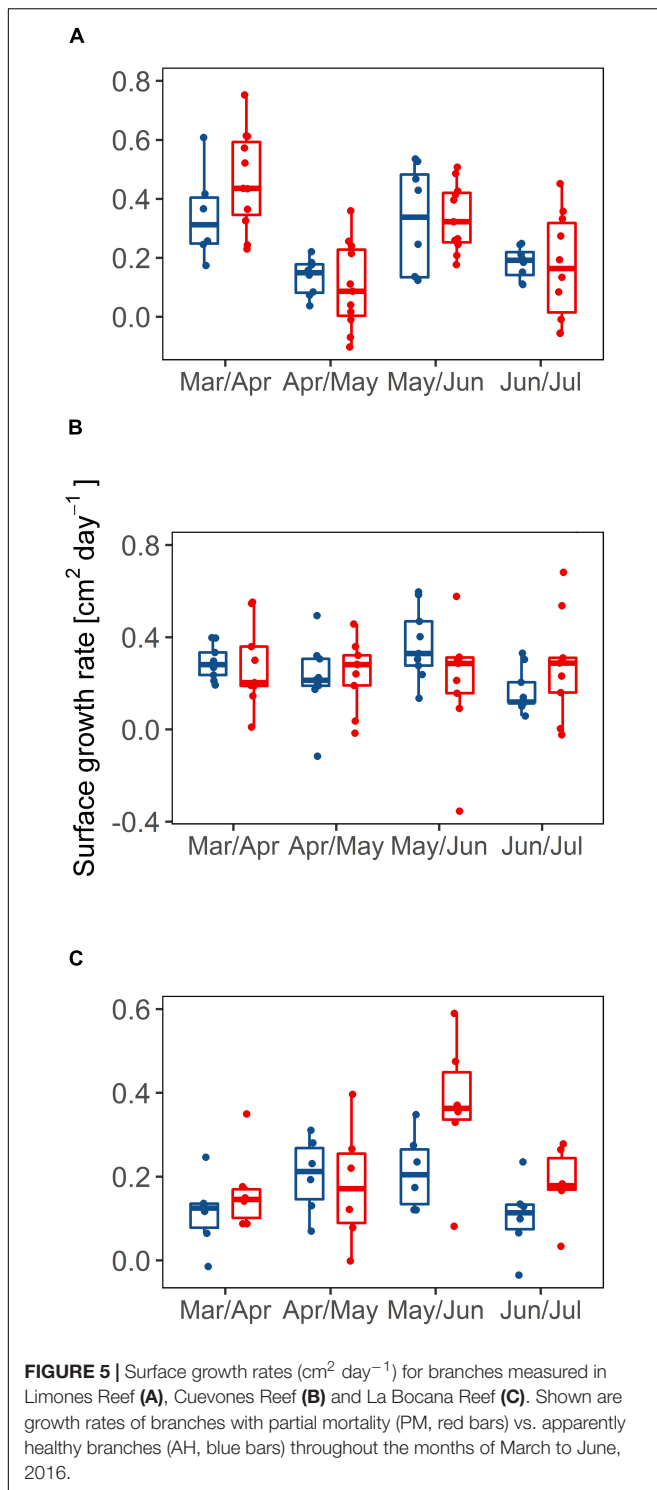 A
0.8
0.6
0.4
0.2
0.0
Mar/Apr Apr/May May/Jun Jun/Jul
B
Surface growth rate [cm² day⁻¹ ]
0.8
0.4
0.0
-0.4
Mar/Apr Apr/May May/Jun Jun/Jul
C
0.6
0.4
0.2
0.0
Mar/Apr Apr/May May/Jun Jun/Jul
FIGURE 5 | Surface growth rates (cm² day⁻¹) for branches measured in
Limones Reef (A), Cuevones Reef (B) and La Bocana Reef (C). Shown are
growth rates of branches with partial mortality (PM, red bars) vs. apparently
healthy branches (AH, blue bars) throughout the months of March to June,
2016.